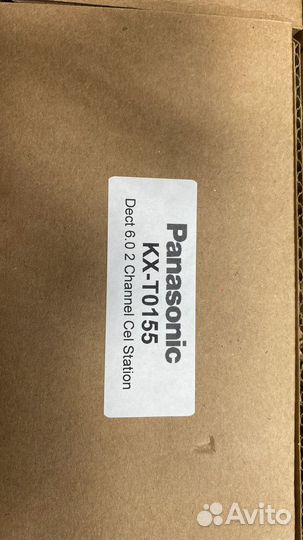 Panasonic
KX-T0155
Dect 6.0 2 Channel Cel Station
Avito